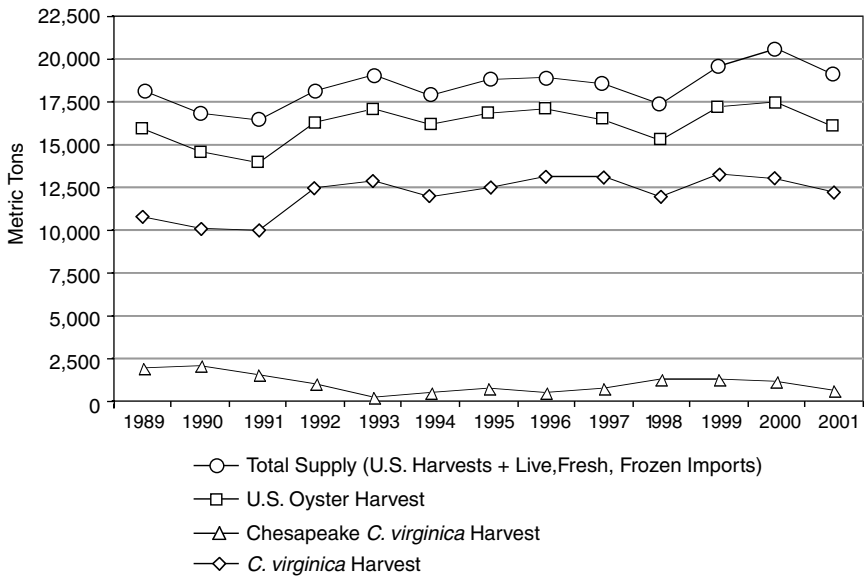 22,500
20,000
17,500
15,000
12,500
10,000
7,500
5,000
2,500
0
Metric Tons
1989 1990 1991 1992 1993 1994 1995 1996 1997 1998 1999 2000 2001
Total Supply (U.S. Harvests + Live,Fresh, Frozen Imports)
U.S. Oyster Harvest
Chesapeake C. virginica Harvest
C. virginica Harvest